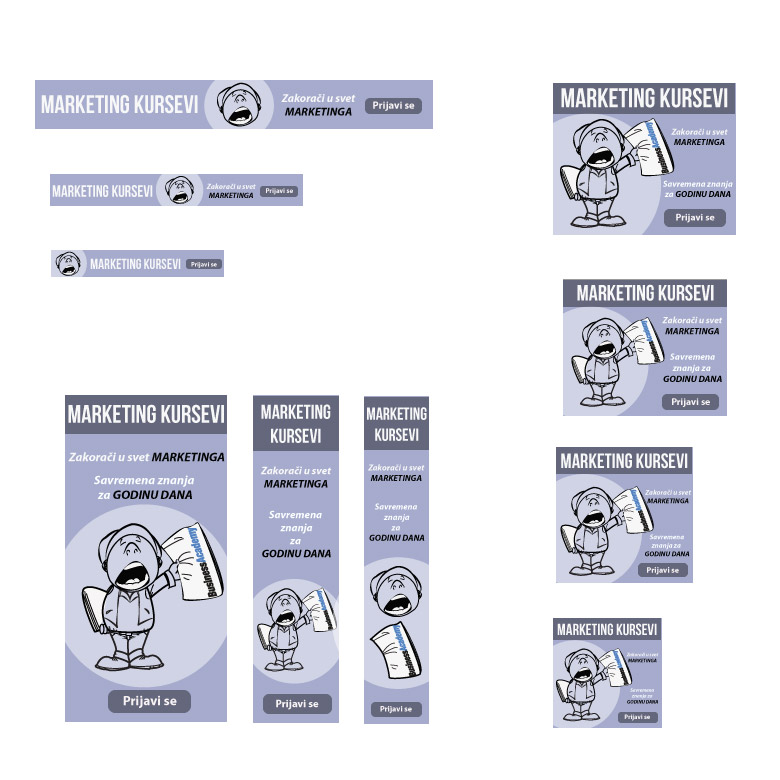 MARKETING KURSEVI
Zakorači u svet
MARKETINGA
Prijavi se
MARKETING KURSEVI
Zakorači u svet
MARKETINGA
Prijavi se
MARKETING KURSEVI
Prijavi se
MARKETING KURSEVI
Zakorači u svet MARKETINGA
Savremena znanja
za GODINU DANA
BusinessAcademy
Prijavi se
MARKETING
KURSEVI
Zakorači u svet
MARKETINGA
Savremena
znanja
za
GODINU DANA
BusinessAcademy
Prijavi se
MARKETING
KURSEVI
Zakorači u svet
MARKETINGA
Savremena
znanja
za
GODINU DANA
BusinessAcademy
Prijavi se
MARKETING KURSEVI
Zakorači u svet
MARKETINGA
BusinessAcademy
Savremena znanja
za GODINU DANA
Prijavi se
MARKETING KURSEVI
Zakorači u svet
MARKETINGA
BusinessAcademy
Savremena
znanja za
GODINU DANA
Prijavi se
MARKETING KURSEVI
Zakorači u svet
MARKETINGA
BusinessAcademy
Savremena
znanja za
GODINU DANA
Prijavi se
MARKETING KURSEVI
Zakorači u svet
MARKETINGA
BusinessAcademy
Savremena
znanja za
GODINU DANA
Prijavi se